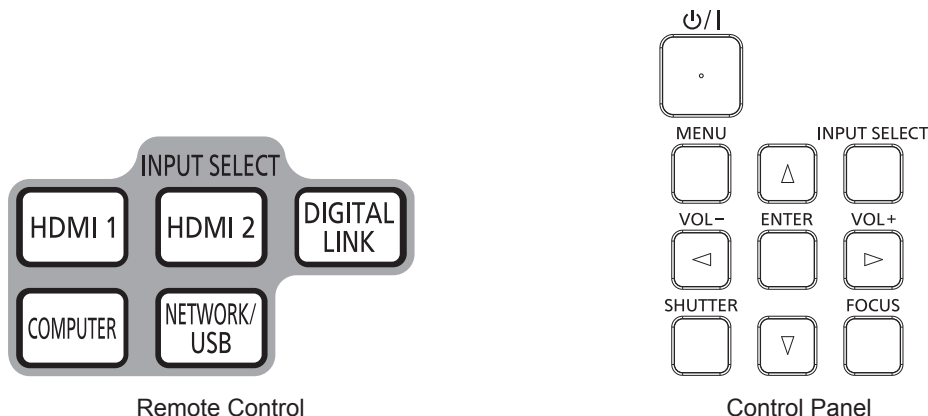 INPUT SELECT
HDMI 1
HDMI 2
DIGITAL
LINK
COMPUTER
NETWORK/
USB
Remote Control
⏻/|
MENU
INPUT SELECT
VOL-
ENTER
VOL+
SHUTTER
FOCUS
Control Panel